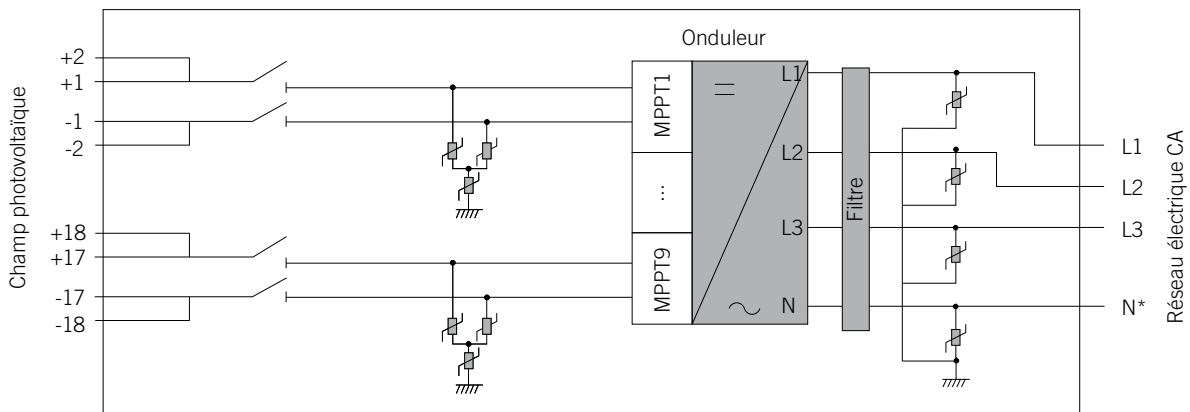 Champ photovoltaïque
+2
+1
-1
-2
+18
+17
-17
-18
Onduleur
MPPT1
...
MPPT9
L1
L2
L3
N
Filtre
L1
L2
L3
N*
Réseau électrique CA